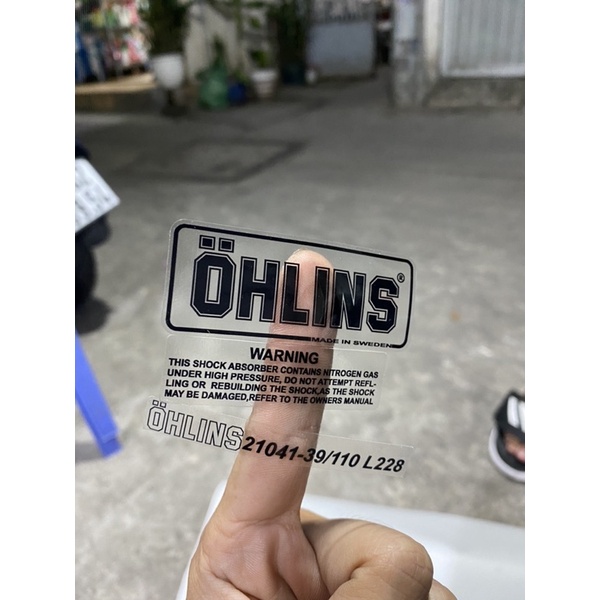 ÖHLINS®
MADE IN SWEDEN
WARNING
THIS SHOCK ABSORBER CONTAINS NITROGEN GAS
UNDER HIGH PRESSURE, DO NOT ATTEMPT REFL-
LING OR REBUILDING THE SHOCK,AS THE SHOCK
MAY BE DAMAGED,REFER TO THE OWNERS MANUAL
ÖHLINS 21041-39/110 L228